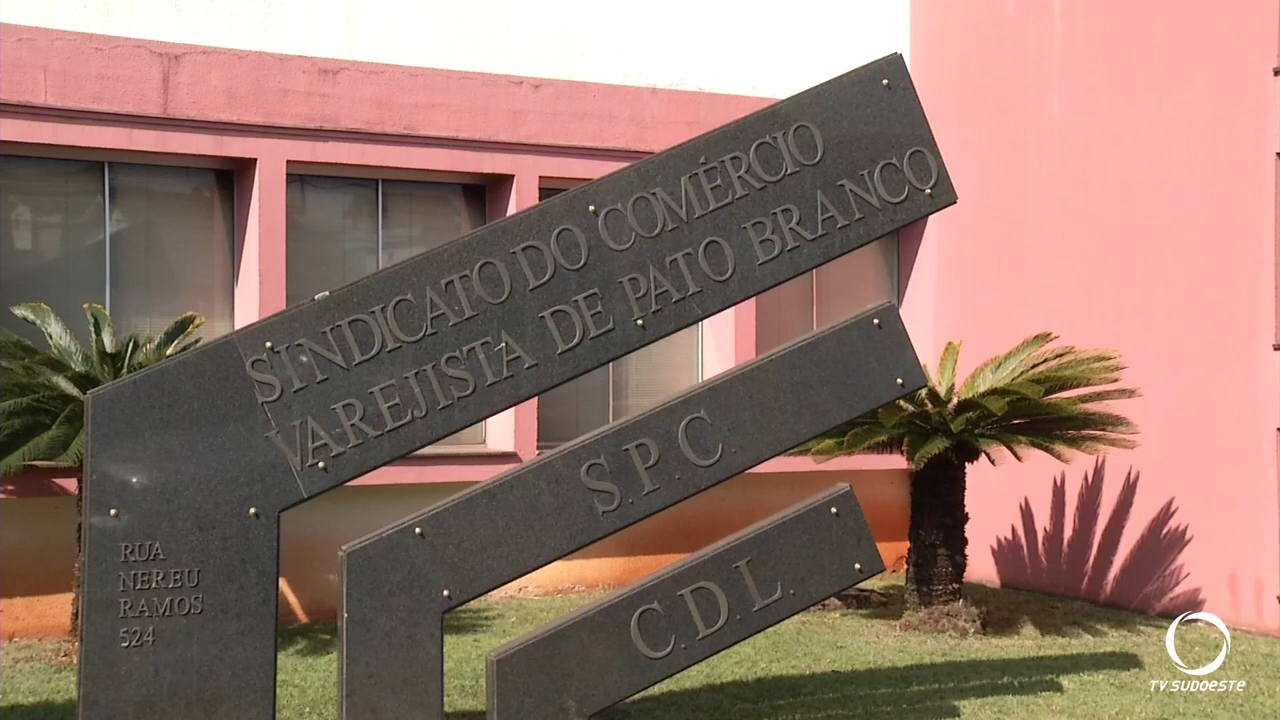 SINDICATO DO COMÉRCIO
VAREJISTA DE PATO BRANCO
S.P.C.
C.D.L.
RUA
NEREU
RAMOS
524
TV SUDOESTE